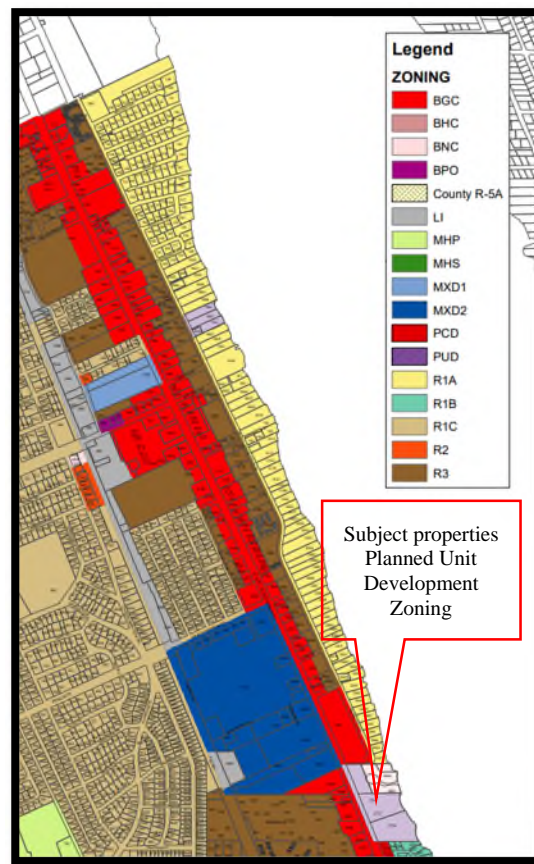 Legend
ZONING
BGC
BHC
BNC
BPO
County R-5A
LI
MHP
MHS
MXD1
MXD2
PCD
PUD
R1A
R1B
R1C
R2
R3
Subject properties
Planned Unit
Development
Zoning